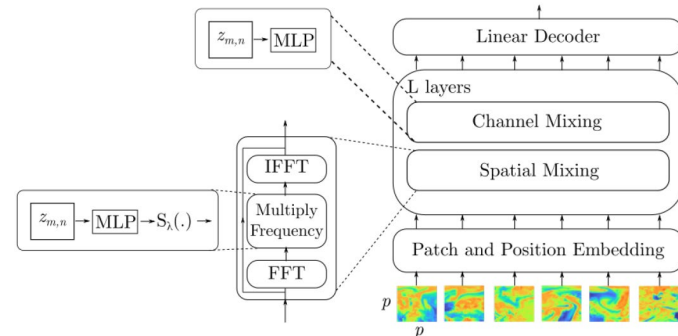 z_{m,n} MLP
Linear Decoder
L layers
Channel Mixing
IFFT
Spatial Mixing
z_{m,n} MLP S_λ(.)
Multiply
Frequency
Patch and Position Embedding
FFT
p
p